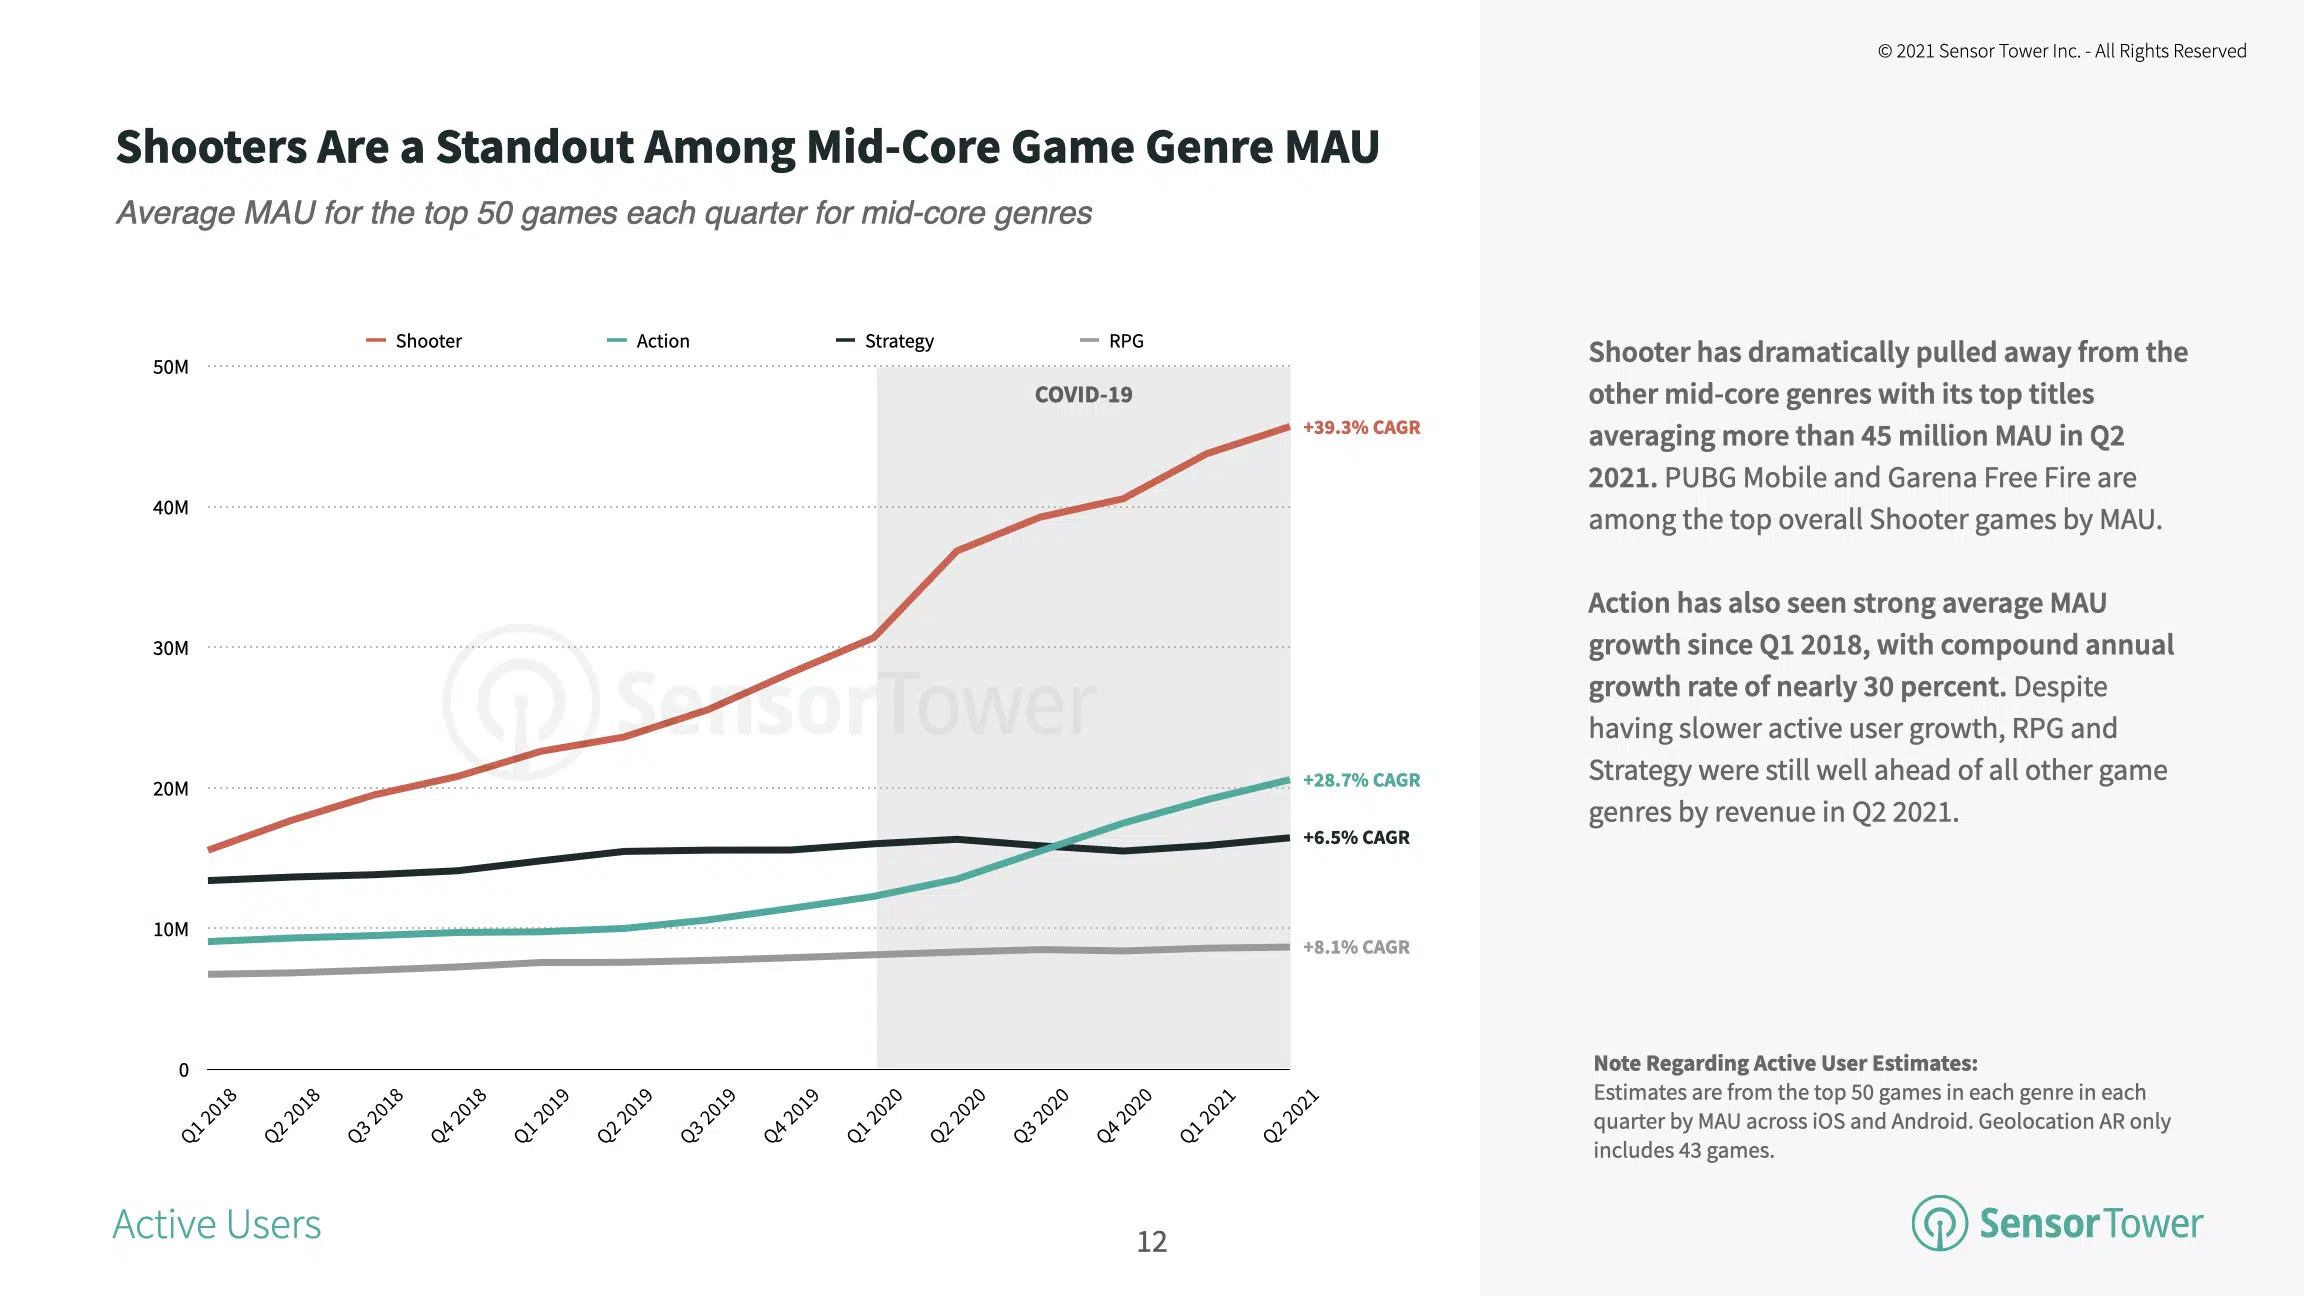 © 2021 Sensor Tower Inc. - All Rights Reserved
Shooters Are a Standout Among Mid-Core Game Genre MAU
Average MAU for the top 50 games each quarter for mid-core genres
Shooter
Action
Strategy
RPG
50M
40M
30M
20M
10M
0
COVID-19
SensorTower
+39.3% CAGR
+28.7% CAGR
+6.5% CAGR
+8.1% CAGR
Q1 2018
Q2 2018
Q3 2018
Q4 2018
Q1 2019
Q2 2019
Q3 2019
Q4 2019
Q1 2020
Q2 2020
Q3 2020
Q4 2020
Q1 2021
Q2 2021
Shooter has dramatically pulled away from the
other mid-core genres with its top titles
averaging more than 45 million MAU in Q2
2021. PUBG Mobile and Garena Free Fire are
among the top overall Shooter games by MAU.
Action has also seen strong average MAU
growth since Q1 2018, with compound annual
growth rate of nearly 30 percent. Despite
having slower active user growth, RPG and
Strategy were still well ahead of all other game
genres by revenue in Q2 2021.
Note Regarding Active User Estimates:
Estimates are from the top 50 games in each genre in each
quarter by MAU across iOS and Android. Geolocation AR only
includes 43 games.
Active Users
12
SensorTower